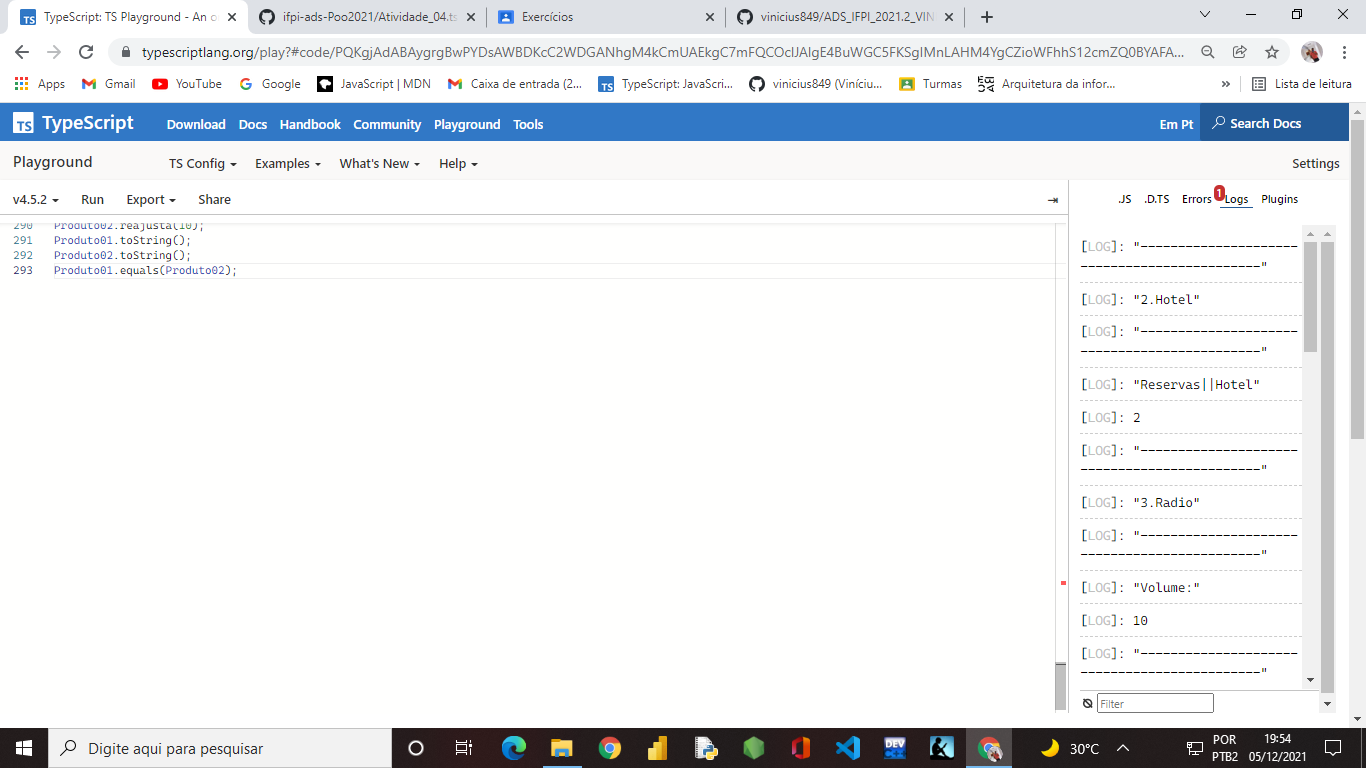 TypeScript: TS Playground - An o
ifpi-ads-Poo2021/Atividade_04.ts
Exercícios
vinicius849/ADS_IFPI_2021.2_VIN
typescriptlang.org/play?#code/
Apps
Gmail
YouTube
Google
JavaScript | MDN
Caixa de entrada (2...
TypeScript: JavaScri...
vinicius849 (Viníciu...
Turmas
Arquitetura da infor...
»
Lista de leitura
TS TypeScript
Download
Docs
Handbook
Community
Playground
Tools
Em Pt
Search Docs
Playground
TS Config
Examples
What's New
Help
Settings
v4.5.2
Run
Export
Share
.JS
.D.TS
Errors
1
Logs
Plugins
290 Produto02.reajusta(10);
291 Produto01.toString();
292 Produto02.toString();
293 Produto01.equals(Produto02);
[LOG]: "---------------------
------------------------"
[LOG]: "2.Hotel"
[LOG]: "---------------------
------------------------"
[LOG]: "Reservas||Hotel"
[LOG]: 2
[LOG]: "---------------------
------------------------"
[LOG]: "3.Radio"
[LOG]: "---------------------
------------------------"
[LOG]: "Volume:"
[LOG]: 10
[LOG]: "---------------------
------------------------"
Filter
Digite aqui para pesquisar
DEV
30°C
POR
PTB2
19:54
05/12/2021